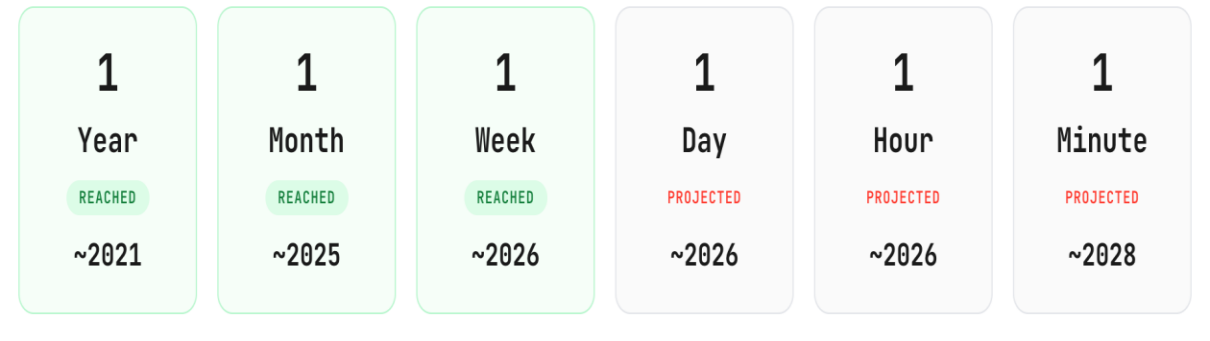 1
Year
REACHED
~2021
1
Month
REACHED
~2025
1
Week
REACHED
~2026
1
Day
PROJECTED
~2026
1
Hour
PROJECTED
~2026
1
Minute
PROJECTED
~2028